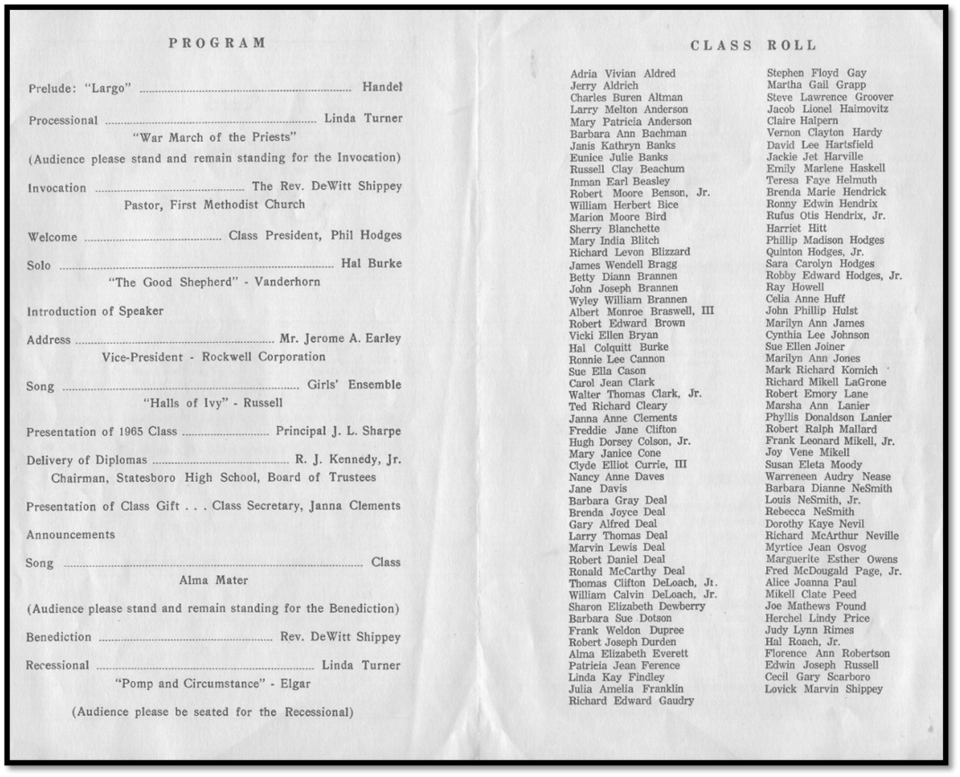 PROGRAM
Prelude: "Largo" ........ Handel
Processional ........ Linda Turner
"War March of the Priests"
(Audience please stand and remain standing for the Invocation)
Invocation ........ The Rev. DeWitt Shippey
Pastor, First Methodist Church
Welcome ........ Class President, Phil Hodges
Solo ........ Hal Burke
"The Good Shepherd" - Vanderhorn
Introduction of Speaker
Address ........ Mr. Jerome A. Earley
Vice-President - Rockwell Corporation
Song ........ Girls' Ensemble
"Halls of Ivy" - Russell
Presentation of 1965 Class ........ Principal J. L. Sharpe
Delivery of Diplomas ........ R. J. Kennedy, Jr.
Chairman, Statesboro High School, Board of Trustees
Presentation of Class Gift . . . Class Secretary, Janna Clements
Announcements
Song ........ Class
Alma Mater
(Audience please stand and remain standing for the Benediction)
Benediction ........ Rev. DeWitt Shippey
Recessional ........ Linda Turner
"Pomp and Circumstance" - Elgar
(Audience please be seated for the Recessional)
CLASS ROLL
Adria Vivian Aldred
Jerry Aldrich
Charles Buren Altman
Larry Melton Anderson
Mary Patricia Anderson
Barbara Ann Bachman
Janis Kathryn Banks
Eunice Julie Banks
Russell Clay Beachum
Inman Earl Beasley
Robert Moore Benson, Jr.
William Herbert Bice
Marion Moore Bird
Sherry Blanchette
Mary India Blitch
Richard Levon Blizzard
James Wendell Bragg
Betty Diann Brannen
John Joseph Brannen
Wyley William Brannen
Albert Monroe Braswell, III
Robert Edward Brown
Vicki Ellen Bryan
Hal Colquitt Burke
Ronnie Lee Cannon
Sue Ella Cason
Carol Jean Clark
Walter Thomas Clark, Jr.
Ted Richard Cleary
Janna Anne Clements
Freddie Jane Clifton
Hugh Dorsey Colson, Jr.
Mary Janice Cone
Clyde Elliot Currie, III
Nancy Anne Daves
Jane Davis
Barbara Gray Deal
Brenda Joyce Deal
Gary Alfred Deal
Larry Thomas Deal
Marvin Lewis Deal
Robert Daniel Deal
Ronald McCarthy Deal
Thomas Clifton DeLoach, Jr.
William Calvin DeLoach, Jr.
Sharon Elizabeth Dewberry
Barbara Sue Dotson
Frank Weldon Dupree
Robert Joseph Durden
Alma Elizabeth Everett
Patricia Jean Ference
Linda Kay Findley
Julia Amelia Franklin
Richard Edward Gaudry
Stephen Floyd Gay
Martha Gail Grapp
Steve Lawrence Groover
Jacob Lionel Haimovitz
Claire Halpern
Vernon Clayton Hardy
David Lee Hartsfield
Jackie Jet Harville
Emily Marlene Haskell
Teresa Faye Helmuth
Brenda Marie Hendrick
Ronny Edwin Hendrix
Rufus Otis Hendrix, Jr.
Harriet Hitt
Phillip Madison Hodges
Quinton Hodges, Jr.
Sara Carolyn Hodges
Robby Edward Hodges, Jr.
Ray Howell
Celia Anne Huff
John Phillip Hulst
Marilyn Ann James
Cynthia Lee Johnson
Sue Ellen Joiner
Marilyn Ann Jones
Mark Richard Komich
Richard Mikell LaGrone
Robert Emory Lane
Marsha Ann Lanier
Phyllis Donaldson Lanier
Robert Ralph Mallard
Frank Leonard Mikell, Jr.
Joy Vene Mikell
Susan Eleta Moody
Warreneen Audry Nease
Barbara Dianne NeSmith
Louis NeSmith, Jr.
Rebecca NeSmith
Dorothy Kaye Nevil
Richard McArthur Neville
Myrtice Jean Osvog
Marguerite Esther Owens
Fred McDougald Page, Jr.
Alice Joanna Paul
Mikell Clate Peed
Joe Mathews Pound
Herchel Lindy Price
Judy Lynn Rimes
Hal Roach, Jr.
Florence Ann Robertson
Edwin Joseph Russell
Cecil Gary Scarboro
Lovick Marvin Shippey